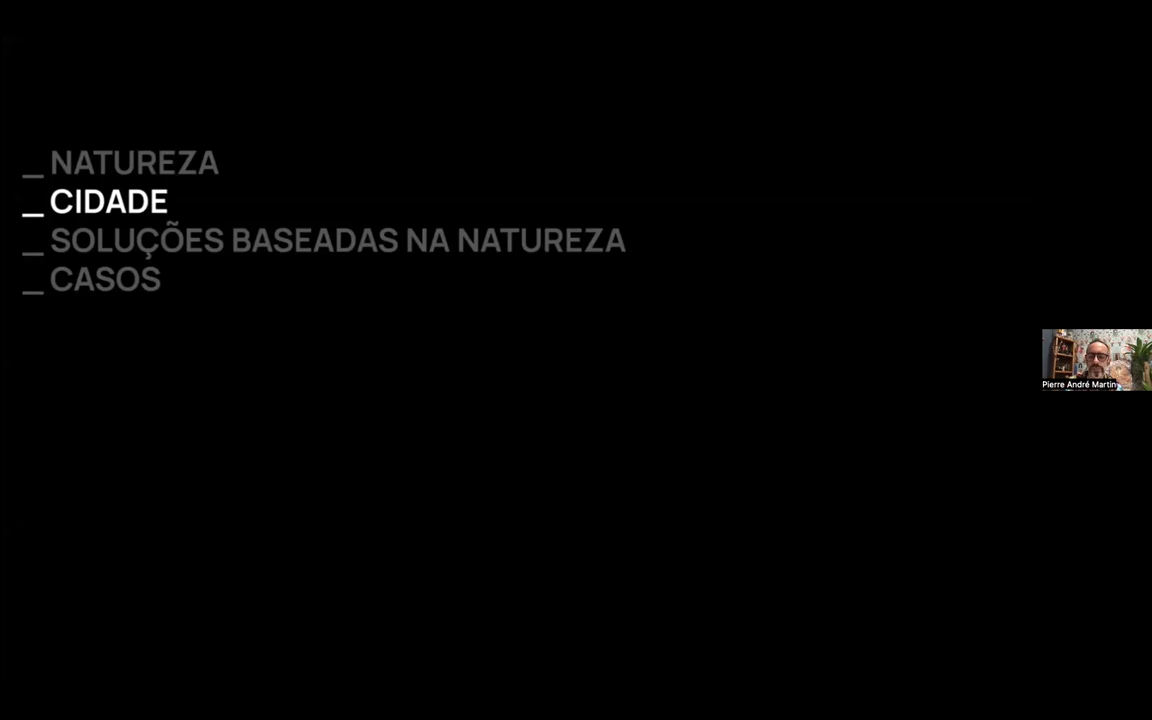 _ NATUREZA
_ CIDADE
_ SOLUÇÕES BASEADAS NA NATUREZA
_ CASOS
Pierre André Martin